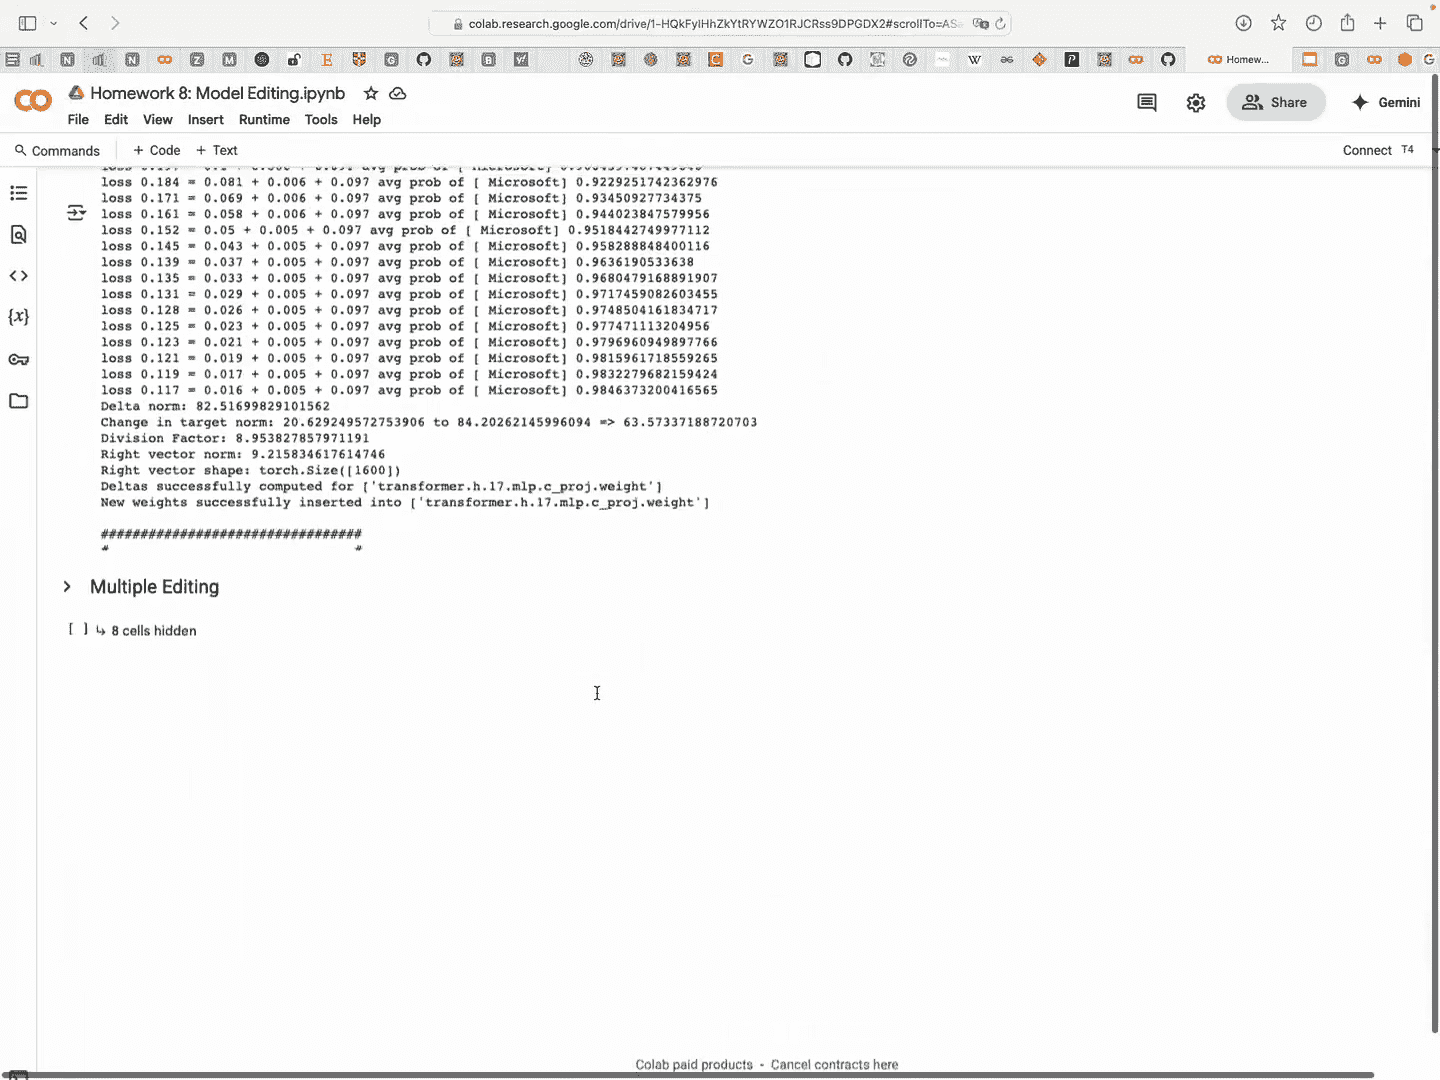 colab.research.google.com/drive/1-HQkFylHhZkYtRYWZO1RJCRss9DPGDX2#scrollTo=AS
Homew...
Homework 8: Model Editing.ipynb
Share
Gemini
File Edit View Insert Runtime Tools Help
Commands + Code + Text
Connect T4
loss 0.184 = 0.081 + 0.006 + 0.097 avg prob of [ Microsoft] 0.9229251742362976
loss 0.171 = 0.069 + 0.006 + 0.097 avg prob of [ Microsoft] 0.93450927734375
loss 0.161 = 0.058 + 0.006 + 0.097 avg prob of [ Microsoft] 0.944023847579956
loss 0.152 = 0.05 + 0.005 + 0.097 avg prob of [ Microsoft] 0.9518442749977112
loss 0.145 = 0.043 + 0.005 + 0.097 avg prob of [ Microsoft] 0.958288848400116
loss 0.139 = 0.037 + 0.005 + 0.097 avg prob of [ Microsoft] 0.9636190533638
loss 0.135 = 0.033 + 0.005 + 0.097 avg prob of [ Microsoft] 0.9680479168891907
loss 0.131 = 0.029 + 0.005 + 0.097 avg prob of [ Microsoft] 0.9717459082603455
loss 0.128 = 0.026 + 0.005 + 0.097 avg prob of [ Microsoft] 0.9748504161834717
loss 0.125 = 0.023 + 0.005 + 0.097 avg prob of [ Microsoft] 0.977471113204956
loss 0.123 = 0.021 + 0.005 + 0.097 avg prob of [ Microsoft] 0.9796960949897766
loss 0.121 = 0.019 + 0.005 + 0.097 avg prob of [ Microsoft] 0.9815961718559265
loss 0.119 = 0.017 + 0.005 + 0.097 avg prob of [ Microsoft] 0.9832279682159424
loss 0.117 = 0.016 + 0.005 + 0.097 avg prob of [ Microsoft] 0.9846373200416565
Delta norm: 82.51699829101562
Change in target norm: 20.629249572753906 to 84.20262145996094 => 63.57337188720703
Division Factor: 8.953827857971191
Right vector norm: 9.215834617614746
Right vector shape: torch.Size([1600])
Deltas successfully computed for ['transformer.h.17.mlp.c_proj.weight']
New weights successfully inserted into ['transformer.h.17.mlp.c_proj.weight']
#################################
# #
Multiple Editing
[ ] ↳ 8 cells hidden
Colab paid products - Cancel contracts here